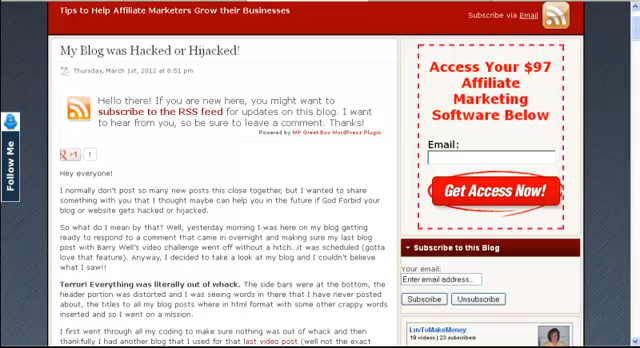 Tips to Help Affiliate Marketers Grow their Businesses
Subscribe via Email
My Blog was Hacked or Hijacked!
Thursday, March 1st, 2012 at 8:51 pm
Hello there! If you are new here, you might want to
subscribe to the RSS feed for updates on this blog. I want
to hear from you, so be sure to leave a comment. Thanks!
Powered by WP Greet Box WordPress Plugin
+1 1
Hey everyone!
I normally don't post so many new posts this close together, but I wanted to share
something with you that I thought maybe can help you in the future if God Forbid your
blog or website gets hacked or hijacked.
So what do I mean by that? Well, yesterday morning I was here on my blog getting
ready to respond to a comment that came in overnight and making sure my last blog
post with Barry Well's video challenge went off without a hitch...it was scheduled (gotta
love that feature). Anyway, I decided to take a look at my blog and I couldn't believe
what I saw!!
Terror! Everything was literally out of whack. The side bars were at the bottom, the
header portion was distorted and I was seeing words in there that I have never posted
about, the titles to all my blog posts where in html format with some other crappy words
inserted and so I went on a mission.
I first went through all my coding to make sure nothing was out of whack and then
thankfully I had another blog that I used for that last video post (well not the exact
Follow Me
Access Your $97
Affiliate
Marketing
Software Below
Email:
Get Access Now!
Subscribe to this Blog
Your email:
Enter email address...
Subscribe
Unsubscribe
LuvToMakeMoney
19 videos | 23 subscribers